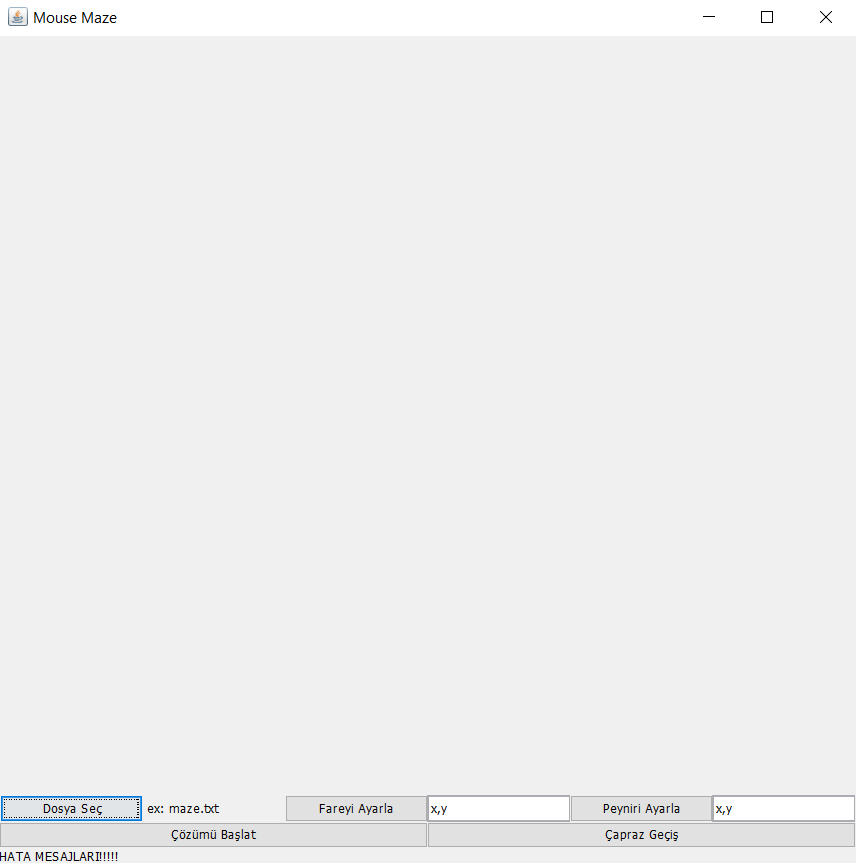 Mouse Maze
Dosya Seç ex: maze.txt Fareyi Ayarla x,y Peyniri Ayarla x,y
Çözümü Başlat Çapraz Geçiş
HATA MESAJLARI!!!!!